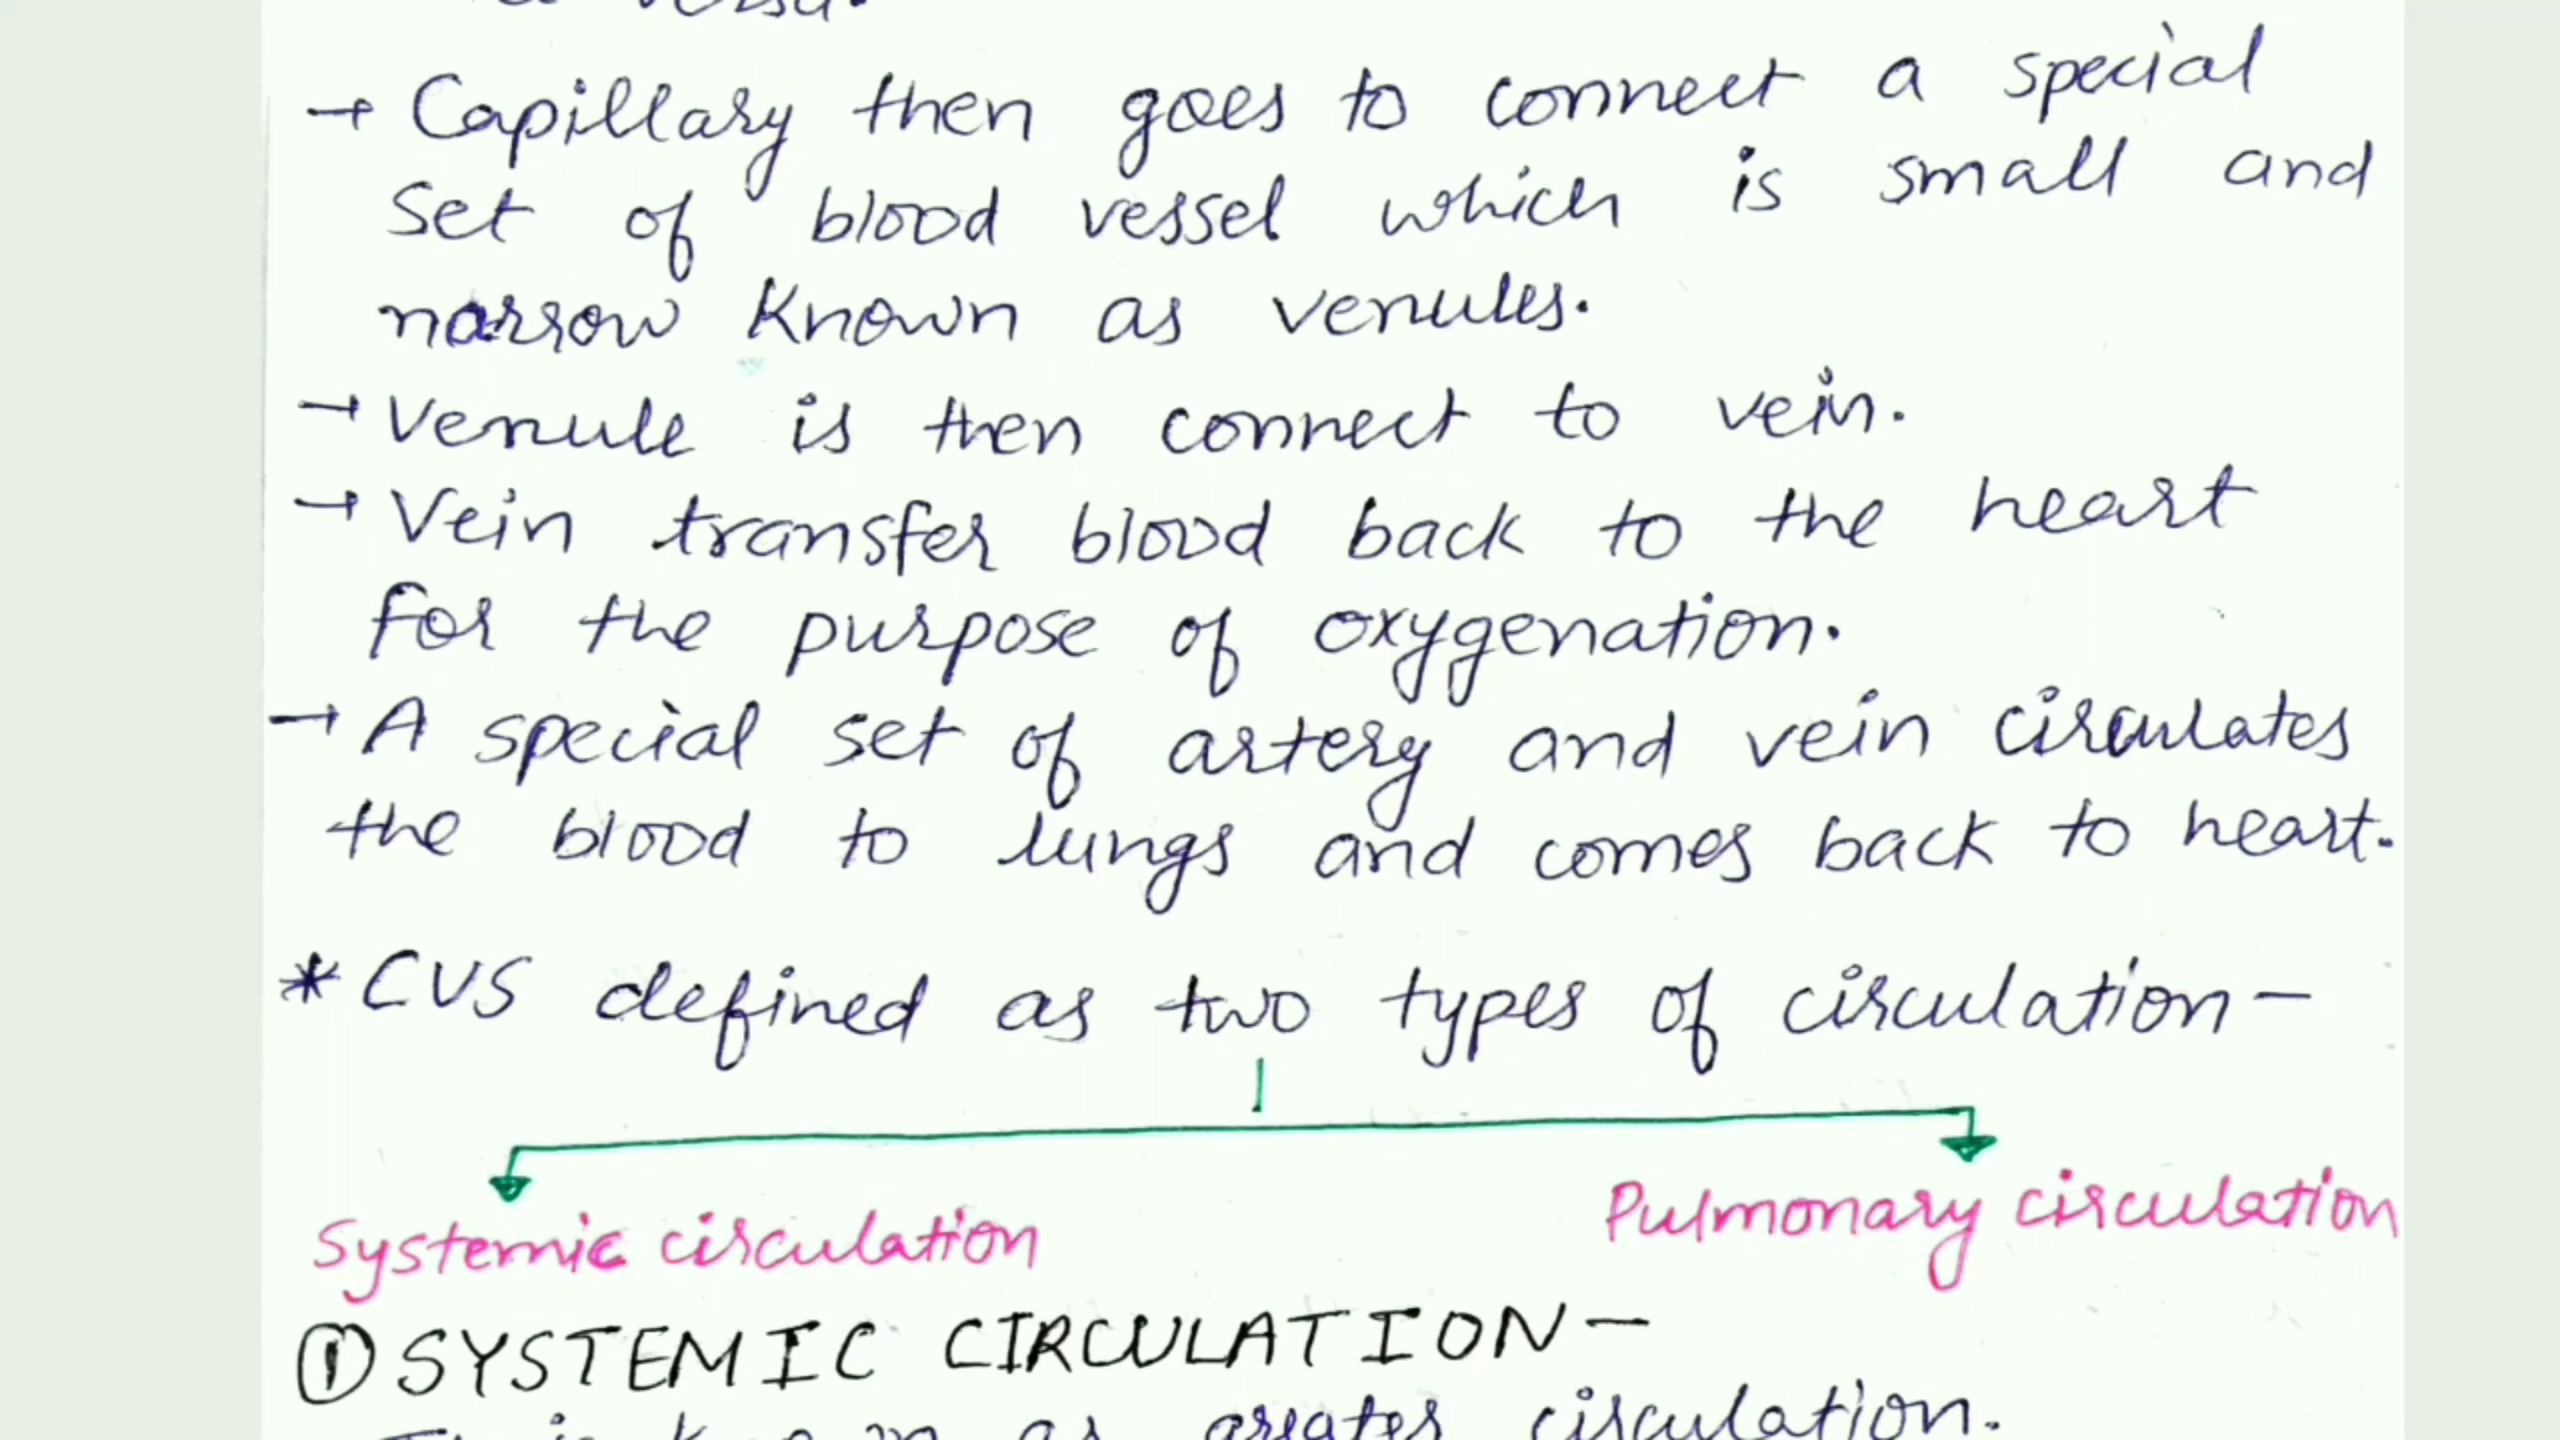 → Capillary then goes to connect a special
set of blood vessel which is small and
narrow known as venules.
→ Venule is then connect to vein.
→ Vein transfer blood back to the heart
for the purpose of oxygenation.
→ A special set of artery and vein circulates
the blood to lungs and comes back to heart.
* CVS defined as two types of circulation –
Systemic circulation
Pulmonary circulation
① SYSTEMIC CIRCULATION –
as greater circulation.